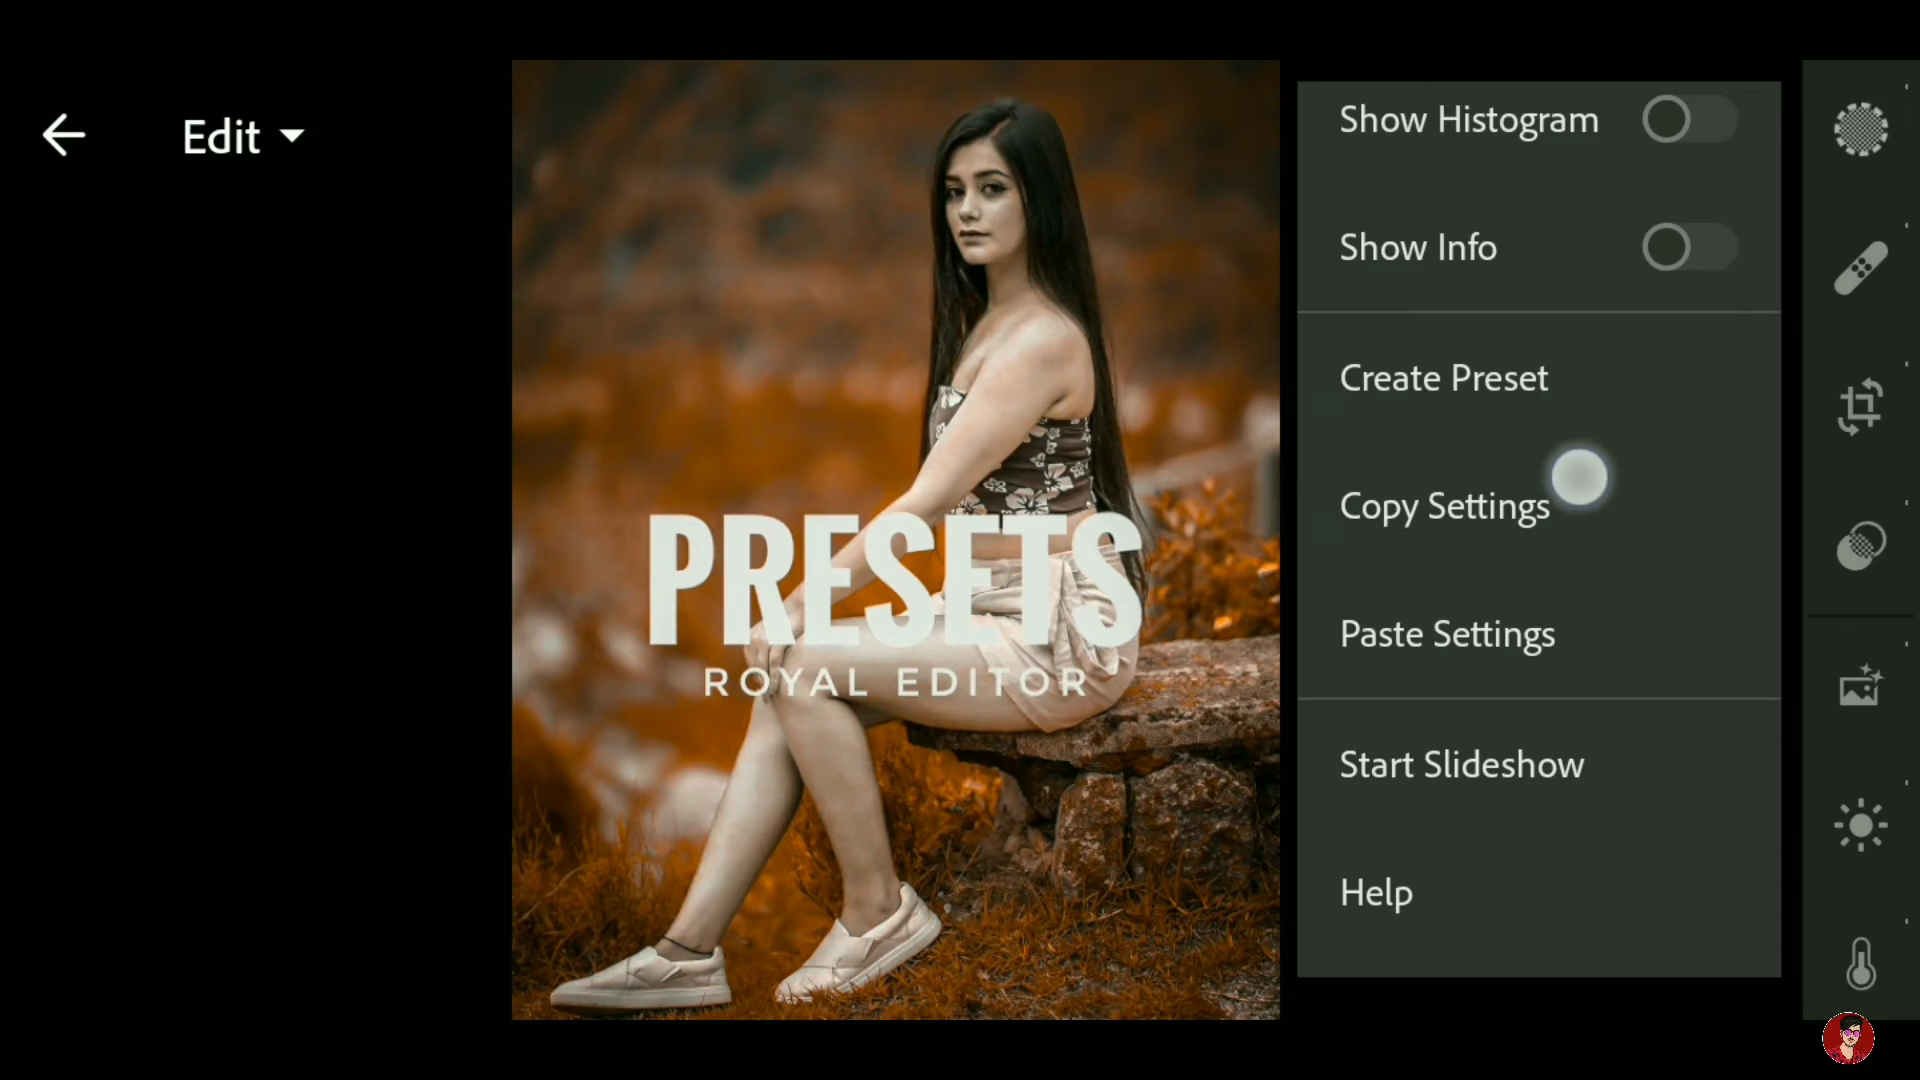 Edit
PRESETS
ROYAL EDITOR
Show Histogram
Show Info
Create Preset
Copy Settings
Paste Settings
Start Slideshow
Help